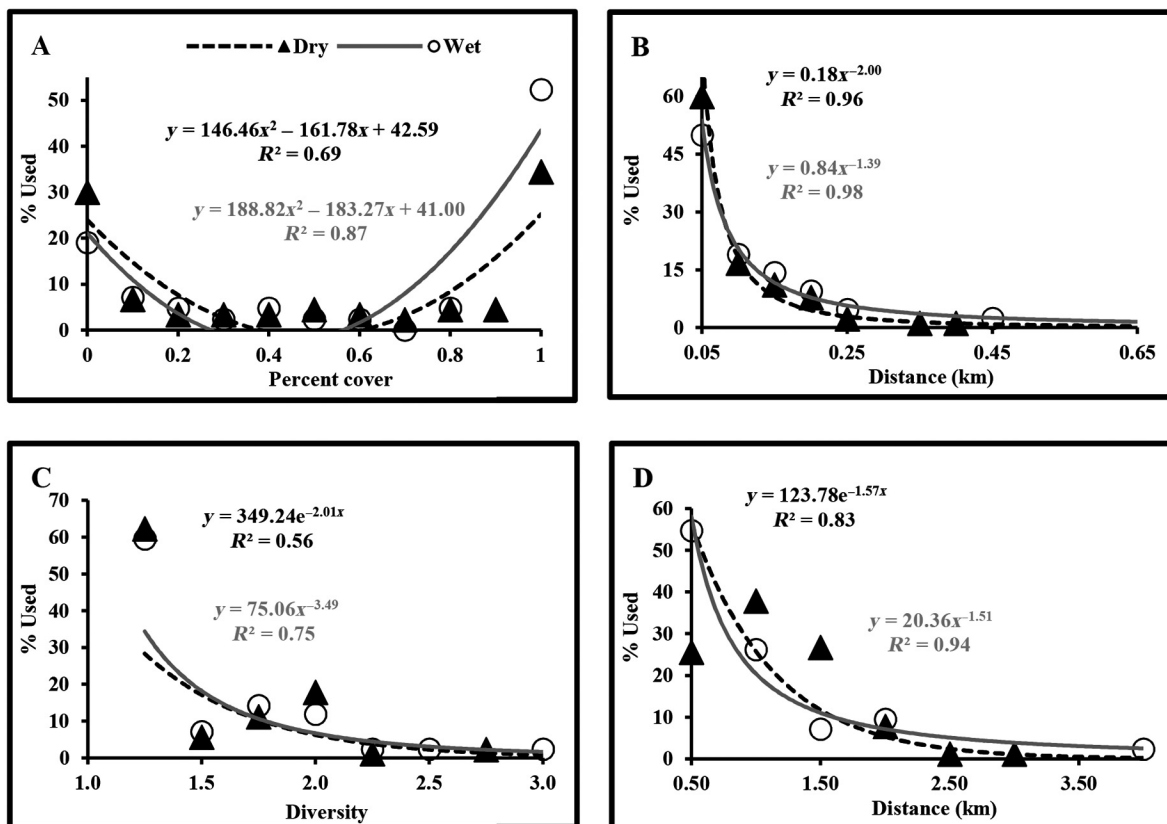 A
Dry
Wet
y = 146.46x² – 161.78x + 42.59
R² = 0.69
y = 188.82x² – 183.27x + 41.00
R² = 0.87
% Used
50
40
30
20
10
0
0 0.2 0.4 0.6 0.8 1
Percent cover
B
y = 0.18x⁻²·⁰⁰
R² = 0.96
y = 0.84x⁻¹·³⁹
R² = 0.98
% Used
60
45
30
15
0
0.05 0.15 0.25 0.35 0.45 0.65
Distance (km)
C
y = 349.24e⁻²·⁰¹ˣ
R² = 0.56
y = 75.06x⁻³·⁴⁹
R² = 0.75
% Used
70
60
50
40
30
20
10
0
1.0 1.5 2.0 2.5 3.0
Diversity
D
y = 123.78e⁻¹·⁵⁷ˣ
R² = 0.83
y = 20.36x⁻¹·⁵¹
R² = 0.94
% Used
60
50
40
30
20
10
0
0.50 1.50 2.50 3.50
Distance (km)